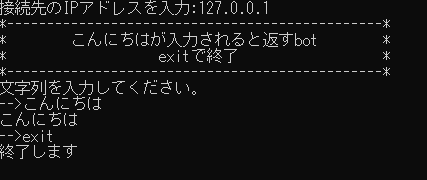 接続先のIPアドレスを入力:127.0.0.1
*--------------------------------------------------*
*        こんにちはが入力されると返すbot         *
*                    exitで終了                   *
*--------------------------------------------------*
文字列を入力してください。
-->こんにちは
こんにちは
-->exit
終了します